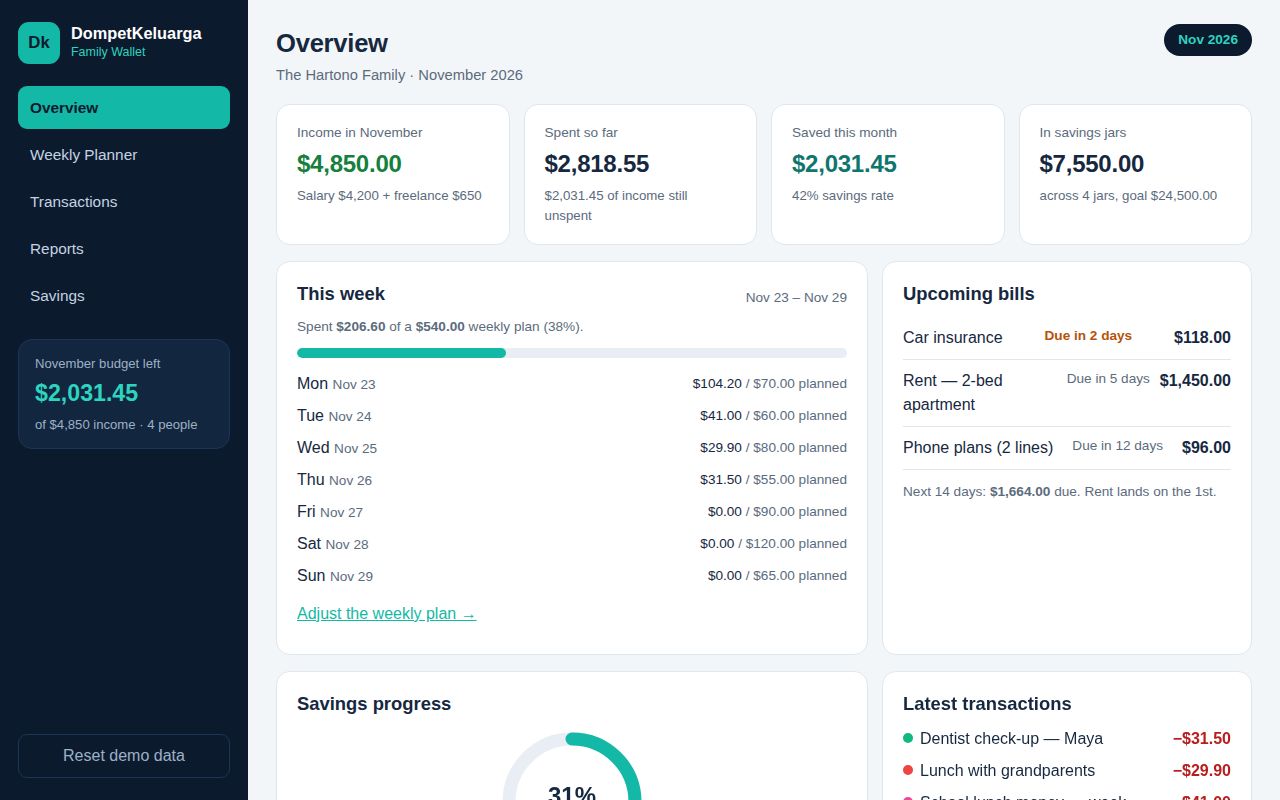 Dk
DompetKeluarga
Family Wallet
Overview
Weekly Planner
Transactions
Reports
Savings
November budget left
$2,031.45
of $4,850 income · 4 people
Reset demo data
Overview
The Hartono Family · November 2026
Nov 2026
Income in November
$4,850.00
Salary $4,200 + freelance $650
Spent so far
$2,818.55
$2,031.45 of income still
unspent
Saved this month
$2,031.45
42% savings rate
In savings jars
$7,550.00
across 4 jars, goal $24,500.00
This week
Nov 23 – Nov 29
Spent $206.60 of a $540.00 weekly plan (38%).
Mon Nov 23 $104.20 / $70.00 planned
Tue Nov 24 $41.00 / $60.00 planned
Wed Nov 25 $29.90 / $80.00 planned
Thu Nov 26 $31.50 / $55.00 planned
Fri Nov 27 $0.00 / $90.00 planned
Sat Nov 28 $0.00 / $120.00 planned
Sun Nov 29 $0.00 / $65.00 planned
Adjust the weekly plan →
Upcoming bills
Car insurance Due in 2 days $118.00
Rent — 2-bed Due in 5 days $1,450.00
apartment
Phone plans (2 lines) Due in 12 days $96.00
Next 14 days: $1,664.00 due. Rent lands on the 1st.
Savings progress
31%
Latest transactions
Dentist check-up — Maya −$31.50
Lunch with grandparents −$29.90
School lunch money — week −$41.00